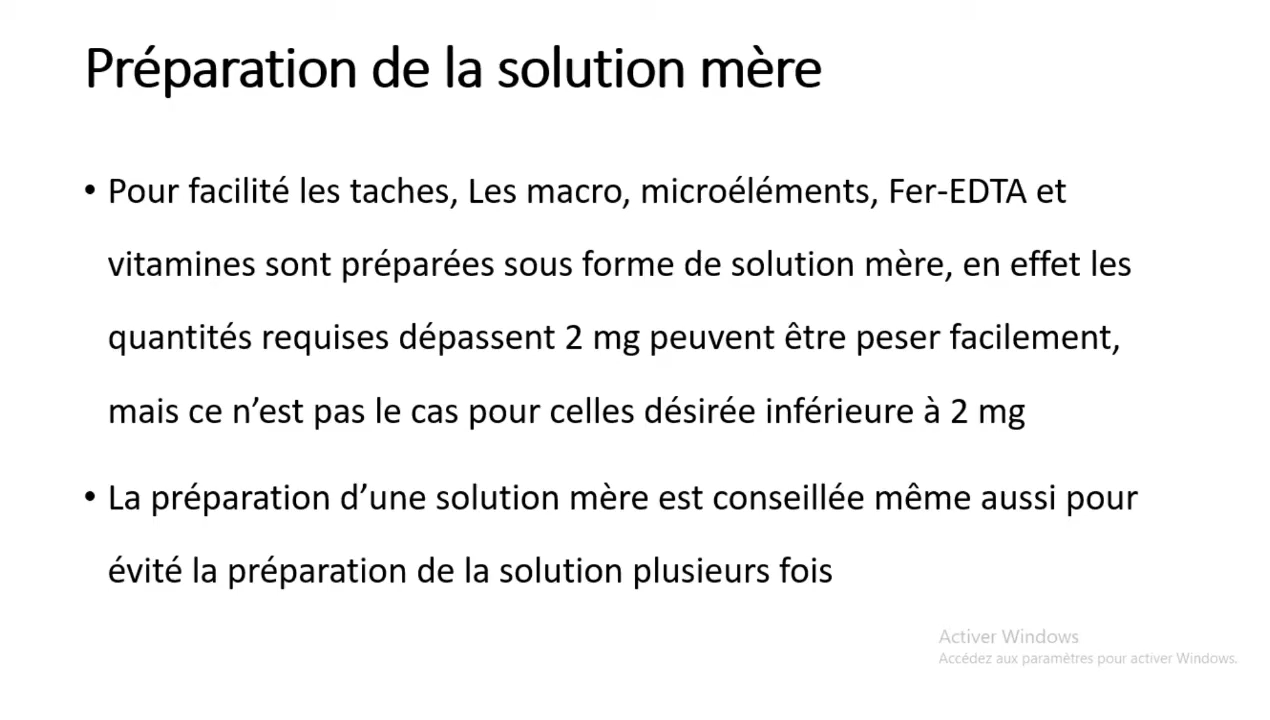 Préparation de la solution mère
• Pour facilité les taches, Les macro, microéléments, Fer-EDTA et
vitamines sont préparées sous forme de solution mère, en effet les
quantités requises dépassent 2 mg peuvent être peser facilement,
mais ce n’est pas le cas pour celles désirée inférieure à 2 mg
• La préparation d’une solution mère est conseillée même aussi pour
évité la préparation de la solution plusieurs fois
Activer Windows
Accédez aux paramètres pour activer Windows.